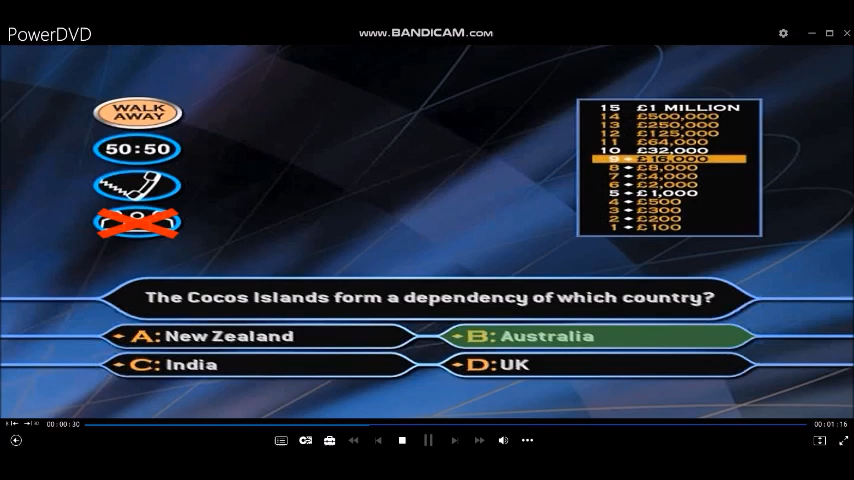 PowerDVD
www.BANDICAM.com
WALK
AWAY
50:50
15 £1 MILLION
14 £500,000
13 £250,000
12 £125,000
11 £64,000
10 £32,000
9 £16,000
8 £8,000
7 £4,000
6 £2,000
5 £1,000
4 £500
3 £300
2 £200
1 £100
The Cocos Islands form a dependency of which country?
A: New Zealand
B: Australia
C: India
D: UK
00:00:30
00:01:16